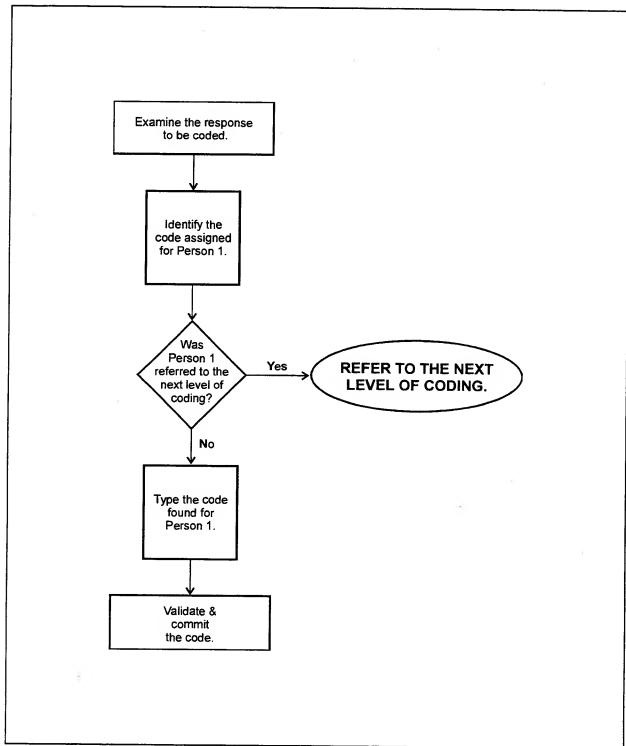 Examine the response
to be coded.
Identify the
code assigned
for Person 1.
Was
Person 1
referred to the
next level of
coding?
Yes
REFER TO THE NEXT
LEVEL OF CODING.
No
Type the code
found for
Person 1.
Validate &
commit
the code.